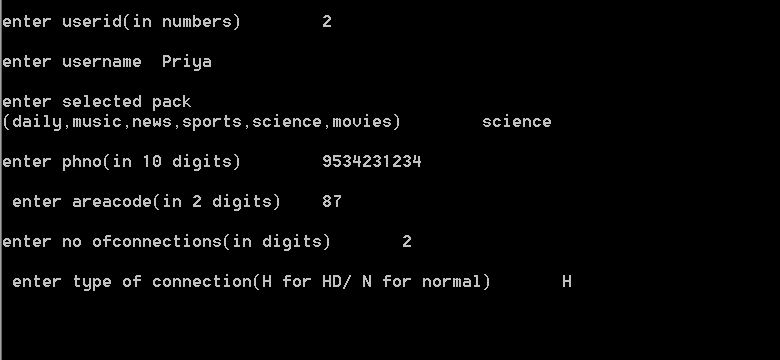 enter userid(in numbers) 2
enter username Priya
enter selected pack
(daily,music,news,sports,science,movies) science
enter phno(in 10 digits) 9534231234
enter areacode(in 2 digits) 87
enter no ofconnections(in digits) 2
enter type of connection(H for HD/ N for normal) H